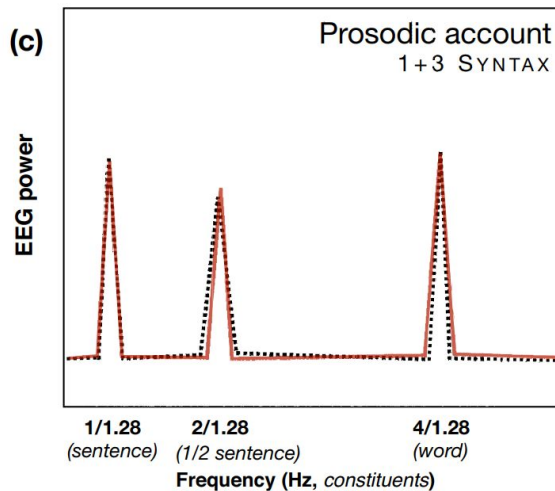 (c)
Prosodic account
1+3 SYNTAX
EEG power
1/1.28 2/1.28 4/1.28
(sentence) (1/2 sentence) (word)
Frequency (Hz, constituents)